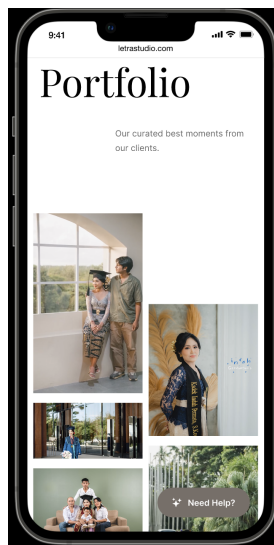 9:41
letrastudio.com
Portfolio
Our curated best moments from
our clients.
Need Help?